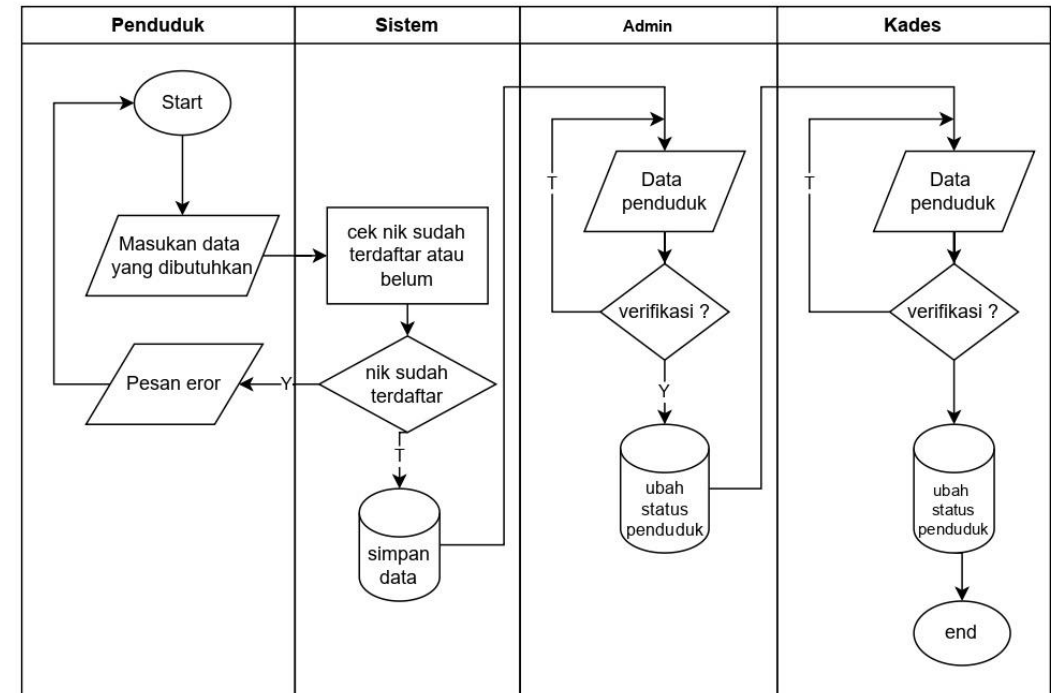 Penduduk
Sistem
Admin
Kades
Start
Masukan data
yang dibutuhkan
cek nik sudah
terdaftar atau
belum
nik sudah
terdaftar
Y
Pesan eror
T
simpan
data
Data
penduduk
verifikasi ?
T
Y
ubah
status
penduduk
Data
penduduk
verifikasi ?
T
ubah
status
penduduk
end